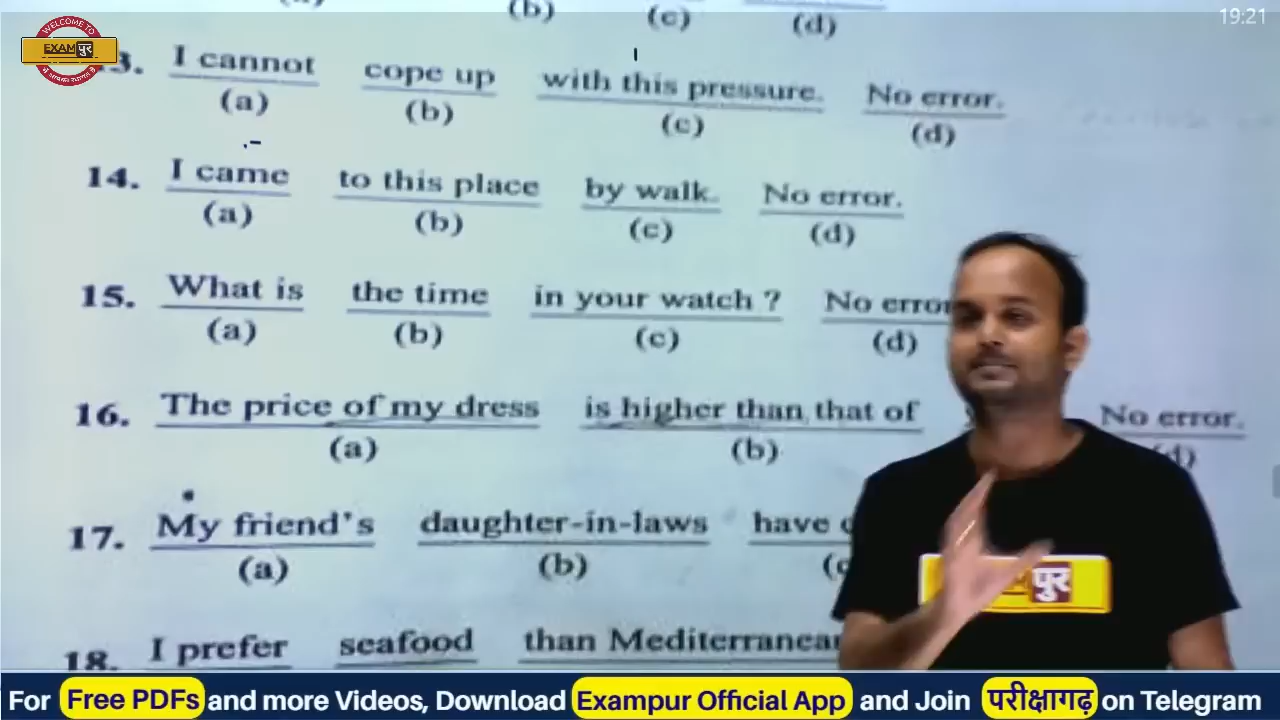 19:21
WELCOME TO
EXAMपुर
(b) (c) (d)
13. I cannot cope up with this pressure. No error.
(a) (b) (c) (d)
14. I came to this place by walk. No error.
(a) (b) (c) (d)
15. What is the time in your watch ? No error
(a) (b) (c) (d)
16. The price of my dress is higher than that of No error.
(a) (b) (d)
17. My friend's daughter-in-laws have
(a) (b)
18. I prefer seafood than Mediterranean
पुर
For Free PDFs and more Videos, Download Exampur Official App and Join परीक्षागढ़ on Telegram